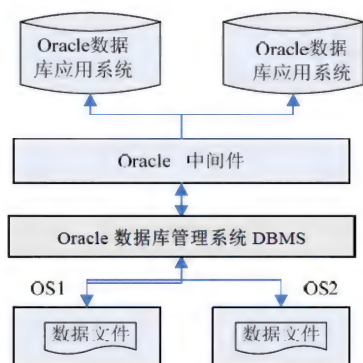 Oracle数据
库应用系统
Oracle数据
库应用系统
Oracle 中间件
Oracle 数据库管理系统 DBMS
OS1
OS2
数据文件
数据文件